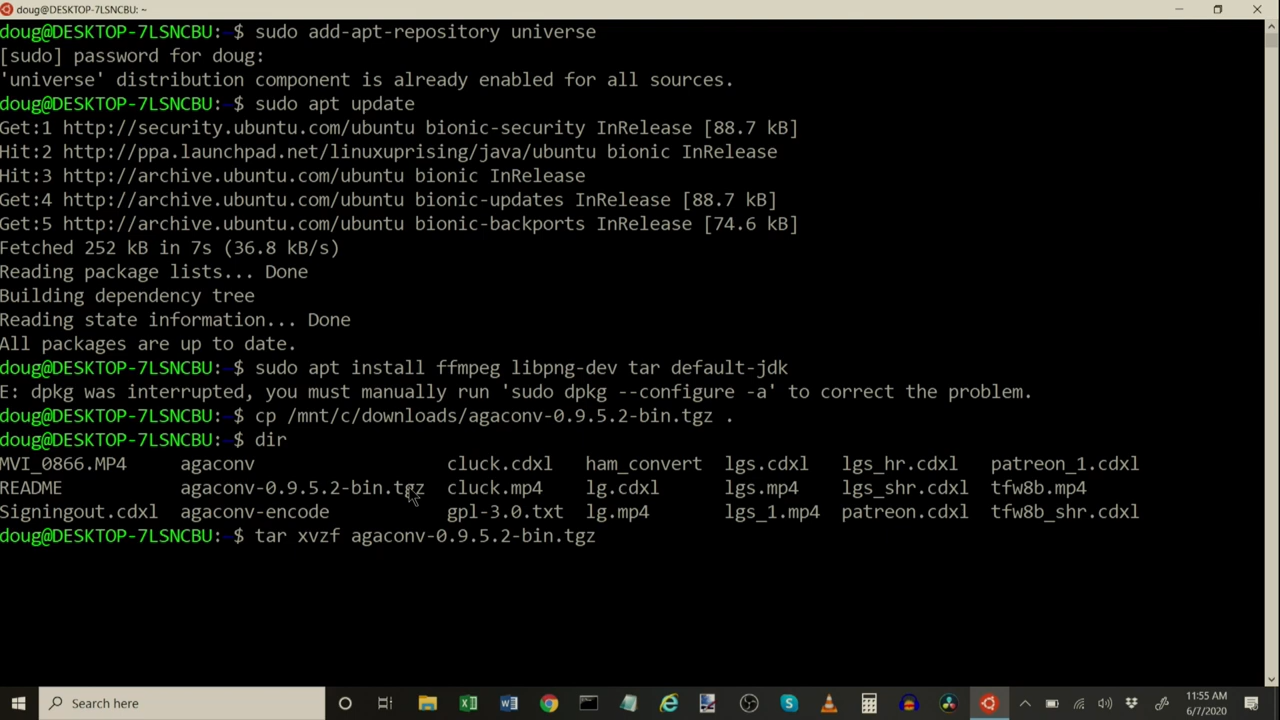 doug@DESKTOP-7LSNCBU: ~
doug@DESKTOP-7LSNCBU:~$ sudo add-apt-repository universe
[sudo] password for doug:
'universe' distribution component is already enabled for all sources.
doug@DESKTOP-7LSNCBU:~$ sudo apt update
Get:1 http://security.ubuntu.com/ubuntu bionic-security InRelease [88.7 kB]
Hit:2 http://ppa.launchpad.net/linuxuprising/java/ubuntu bionic InRelease
Hit:3 http://archive.ubuntu.com/ubuntu bionic InRelease
Get:4 http://archive.ubuntu.com/ubuntu bionic-updates InRelease [88.7 kB]
Get:5 http://archive.ubuntu.com/ubuntu bionic-backports InRelease [74.6 kB]
Fetched 252 kB in 7s (36.8 kB/s)
Reading package lists... Done
Building dependency tree
Reading state information... Done
All packages are up to date.
doug@DESKTOP-7LSNCBU:~$ sudo apt install ffmpeg libpng-dev tar default-jdk
E: dpkg was interrupted, you must manually run 'sudo dpkg --configure -a' to correct the problem.
doug@DESKTOP-7LSNCBU:~$ cp /mnt/c/downloads/agaconv-0.9.5.2-bin.tgz .
doug@DESKTOP-7LSNCBU:~$ dir
MVI_0866.MP4 agaconv cluck.cdxl ham_convert lgs.cdxl lgs_hr.cdxl patreon_1.cdxl
README agaconv-0.9.5.2-bin.tgz cluck.mp4 lg.cdxl lgs.mp4 lgs_shr.cdxl tfw8b.mp4
Signingout.cdxl agaconv-encode gpl-3.0.txt lg.mp4 lgs_1.mp4 patreon.cdxl tfw8b_shr.cdxl
doug@DESKTOP-7LSNCBU:~$ tar xvzf agaconv-0.9.5.2-bin.tgz
Search here
11:55 AM
6/7/2020